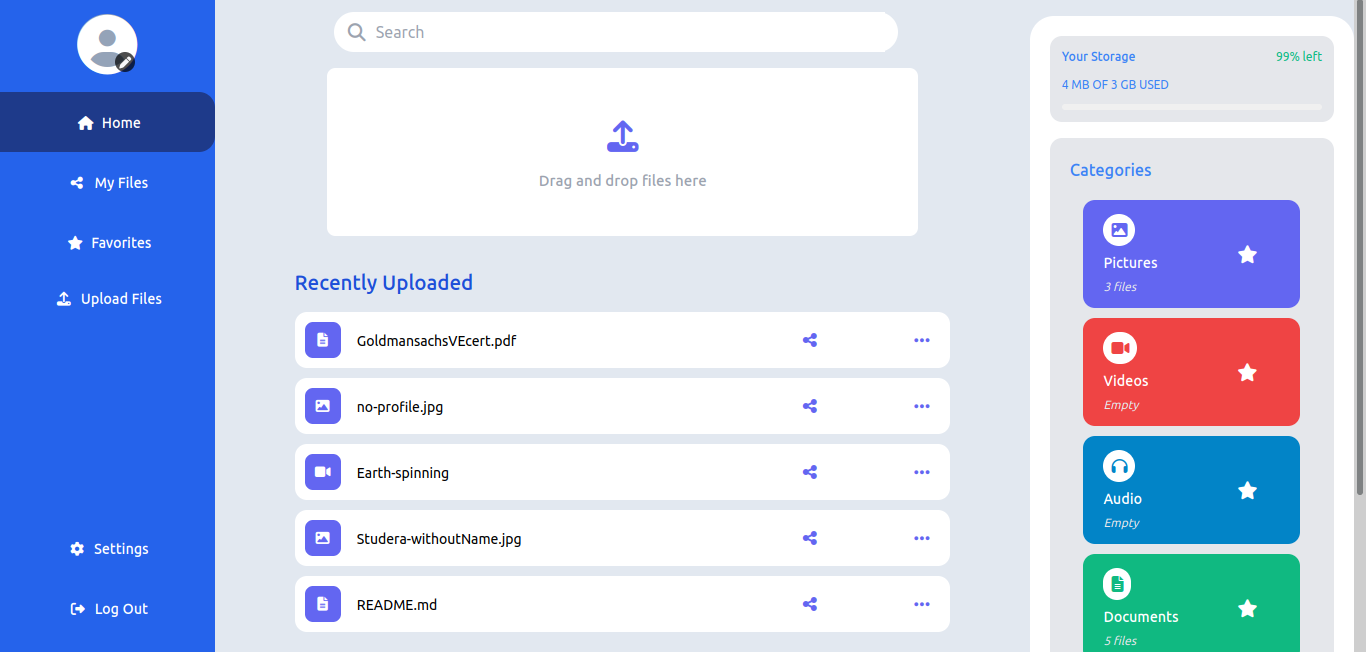 Home
My Files
Favorites
Upload Files
Settings
Log Out
Search
Drag and drop files here
Recently Uploaded
GoldmansachsVEcert.pdf
no-profile.jpg
Earth-spinning
Studera-withoutName.jpg
README.md
Your Storage 99% left
4 MB OF 3 GB USED
Categories
Pictures
3 files
Videos
Empty
Audio
Empty
Documents
5 files